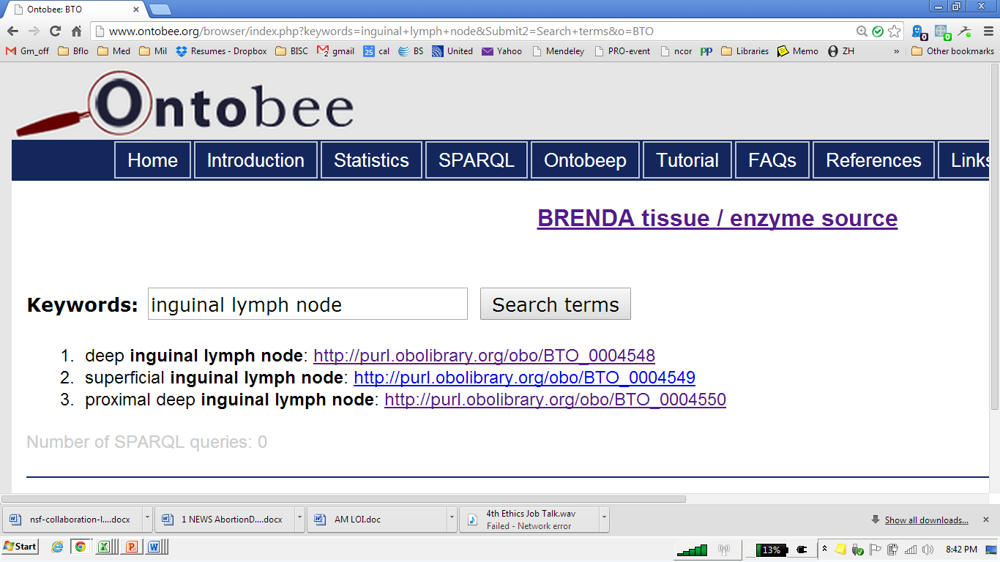 Ontobee: BTO
www.ontobee.org/browser/index.php?keywords=inguinal+lymph+node&Submit2=Search+terms&o=BTO
0
0
Gm_off Bflo Med Mil Resumes - Dropbox BISC 2 gmail 25 cal BS United Yahoo Mendeley PRO-event ncor PP Libraries Memo ZH » Other bookmarks
Ontobee
Home Introduction Statistics SPARQL Ontobeep Tutorial FAQs References Links
BRENDA tissue / enzyme source
Keywords: inguinal lymph node Search terms
1. deep inguinal lymph node: http://purl.obolibrary.org/obo/BTO_0004548
2. superficial inguinal lymph node: http://purl.obolibrary.org/obo/BTO_0004549
3. proximal deep inguinal lymph node: http://purl.obolibrary.org/obo/BTO_0004550
Number of SPARQL queries: 0
nsf-collaboration-l....docx 1 NEWS AbortionD....docx AM LOI.doc 4th Ethics Job Talk.wav
Failed - Network error
Show all downloads...
Start 13% 8:42 PM